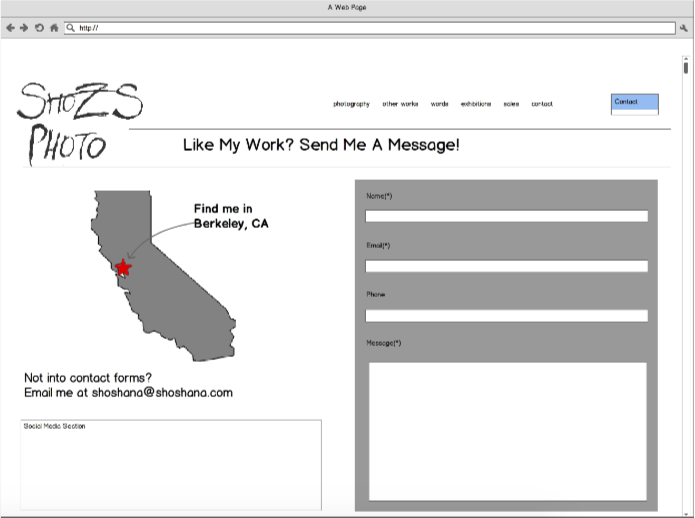 A Web Page
http://
SHOZS
PHOTO
photography other works words exhibitions sales contact
Contact
Like My Work? Send Me A Message!
Find me in
Berkeley, CA
Not into contact forms?
Email me at shoshana@shoshana.com
Social Media Section
Name(*)
Email(*)
Phone
Message(*)